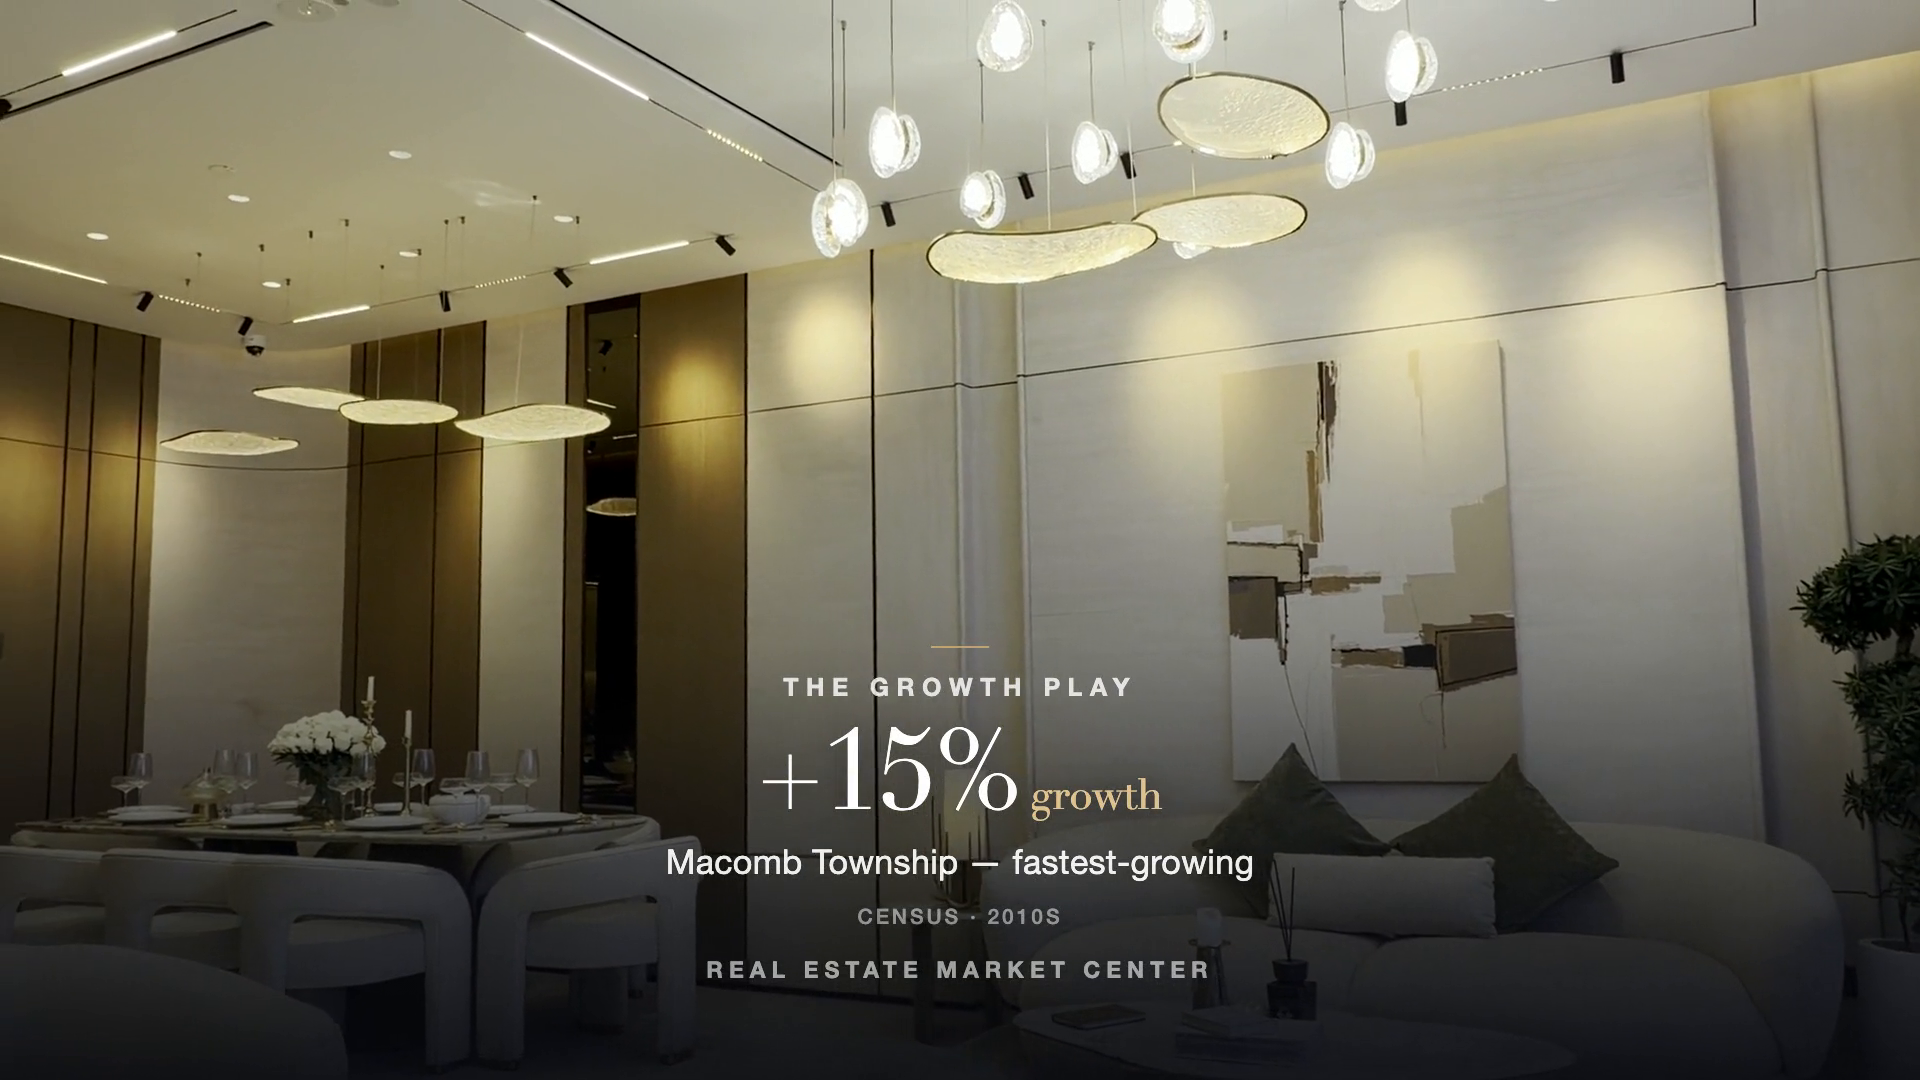 THE GROWTH PLAY
+15% growth
Macomb Township — fastest-growing
CENSUS · 2010S
REAL ESTATE MARKET CENTER